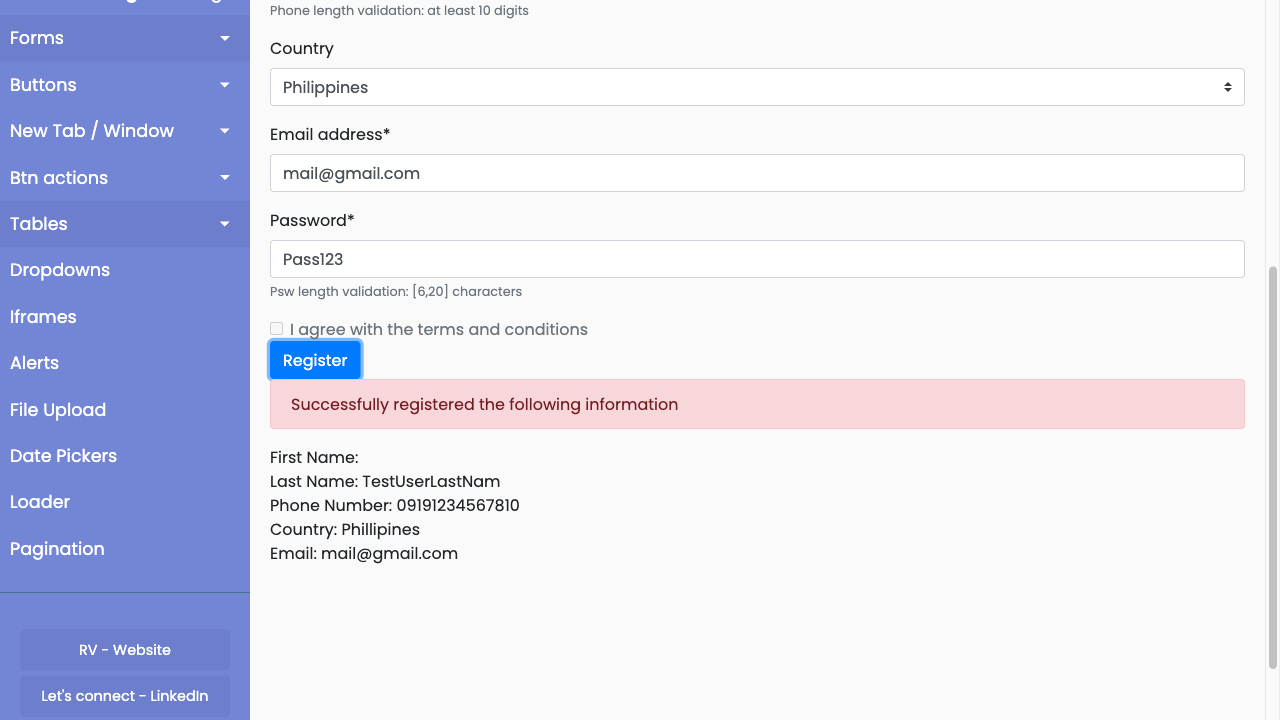 Forms
Buttons
New Tab / Window
Btn actions
Tables
Dropdowns
Iframes
Alerts
File Upload
Date Pickers
Loader
Pagination
RV - Website
Let's connect - LinkedIn
Phone length validation: at least 10 digits
Country
Philippines
Email address*
mail@gmail.com
Password*
Pass123
Psw length validation: [6,20] characters
I agree with the terms and conditions
Register
Successfully registered the following information
First Name:
Last Name: TestUserLastNam
Phone Number: 09191234567810
Country: Phillipines
Email: mail@gmail.com